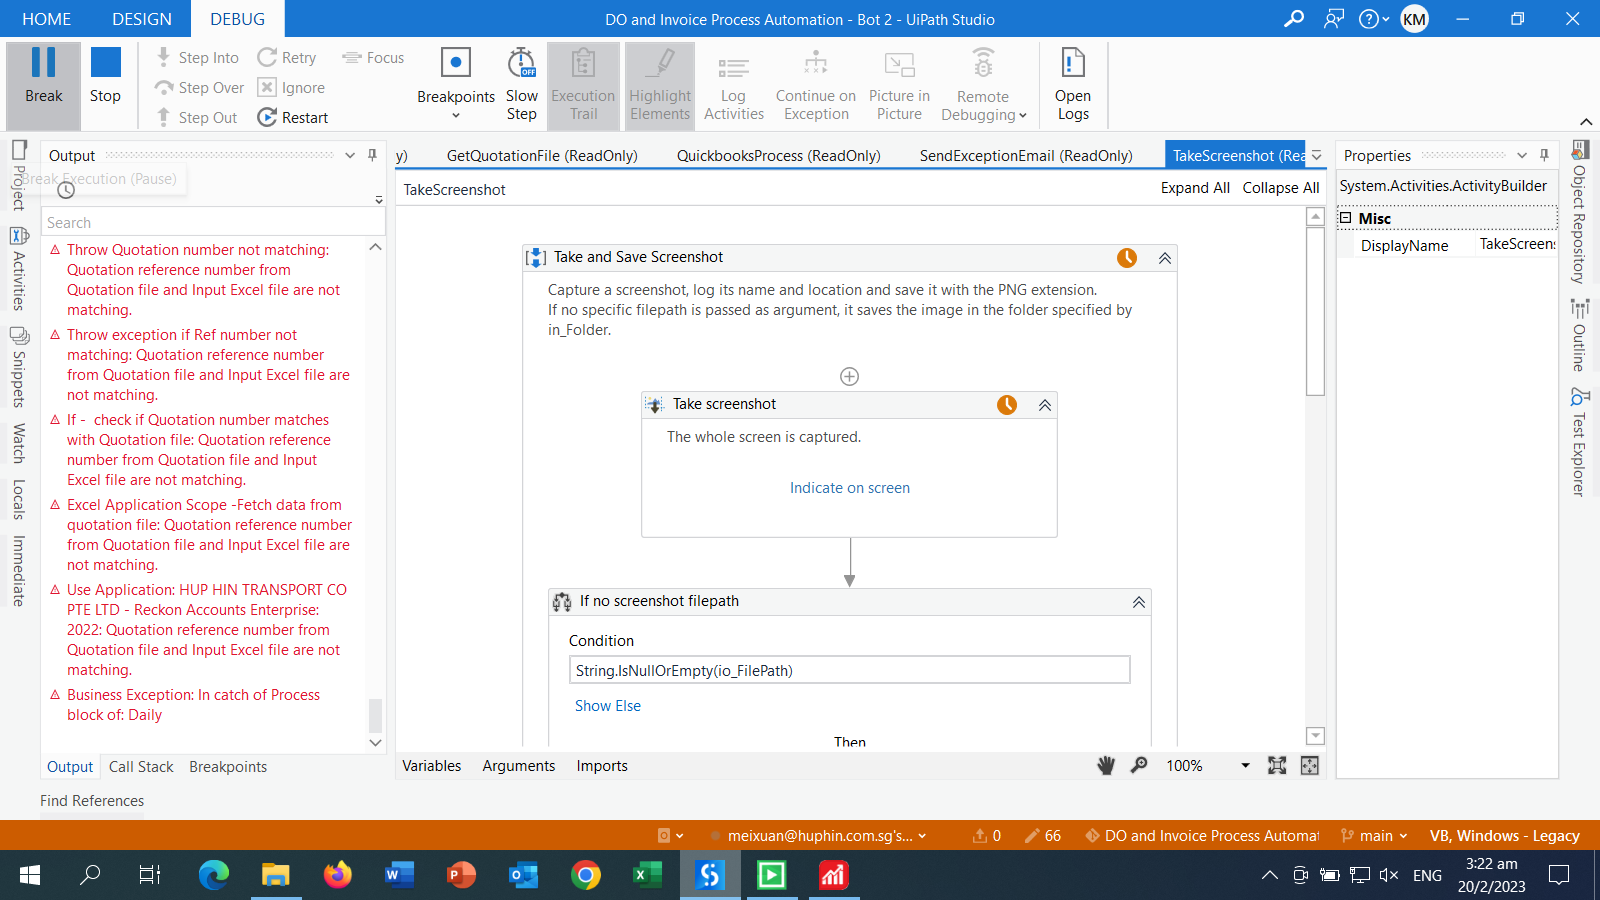 HOME DESIGN DEBUG
DO and Invoice Process Automation - Bot 2 - UiPath Studio
KM
Break
Stop
Step Into
Step Over
Step Out
Retry
Ignore
Restart
Focus
Breakpoints
Slow
Step
OFF
Execution
Trail
Highlight
Elements
Log
Activities
Continue on
Exception
Picture in
Picture
Remote
Debugging
Open
Logs
Project
Activities
Snippets
Watch
Locals
Immediate
Output
Break Execution (Pause)
Search
Throw Quotation number not matching:
Quotation reference number from
Quotation file and Input Excel file are not
matching.
Throw exception if Ref number not
matching: Quotation reference number
from Quotation file and Input Excel file are
not matching.
If - check if Quotation number matches
with Quotation file: Quotation reference
number from Quotation file and Input
Excel file are not matching.
Excel Application Scope -Fetch data from
quotation file: Quotation reference number
from Quotation file and Input Excel file are
not matching.
Use Application: HUP HIN TRANSPORT CO
PTE LTD - Reckon Accounts Enterprise:
2022: Quotation reference number from
Quotation file and Input Excel file are not
matching.
Business Exception: In catch of Process
block of: Daily
Output Call Stack Breakpoints
Find References
y) GetQuotationFile (ReadOnly) QuickbooksProcess (ReadOnly) SendExceptionEmail (ReadOnly) TakeScreenshot (Rea
TakeScreenshot
Expand All Collapse All
Take and Save Screenshot
Capture a screenshot, log its name and location and save it with the PNG extension.
If no specific filepath is passed as argument, it saves the image in the folder specified by
in_Folder.
Take screenshot
The whole screen is captured.
Indicate on screen
If no screenshot filepath
Condition
String.IsNullOrEmpty(io_FilePath)
Show Else
Then
Variables Arguments Imports
100%
Properties
System.Activities.ActivityBuilder
Misc
DisplayName TakeScreens
Object Repository
Outline
Test Explorer
meixuan@huphin.com.sg's...
0
66
DO and Invoice Process Automat
main
VB, Windows - Legacy
ENG
3:22 am
20/2/2023